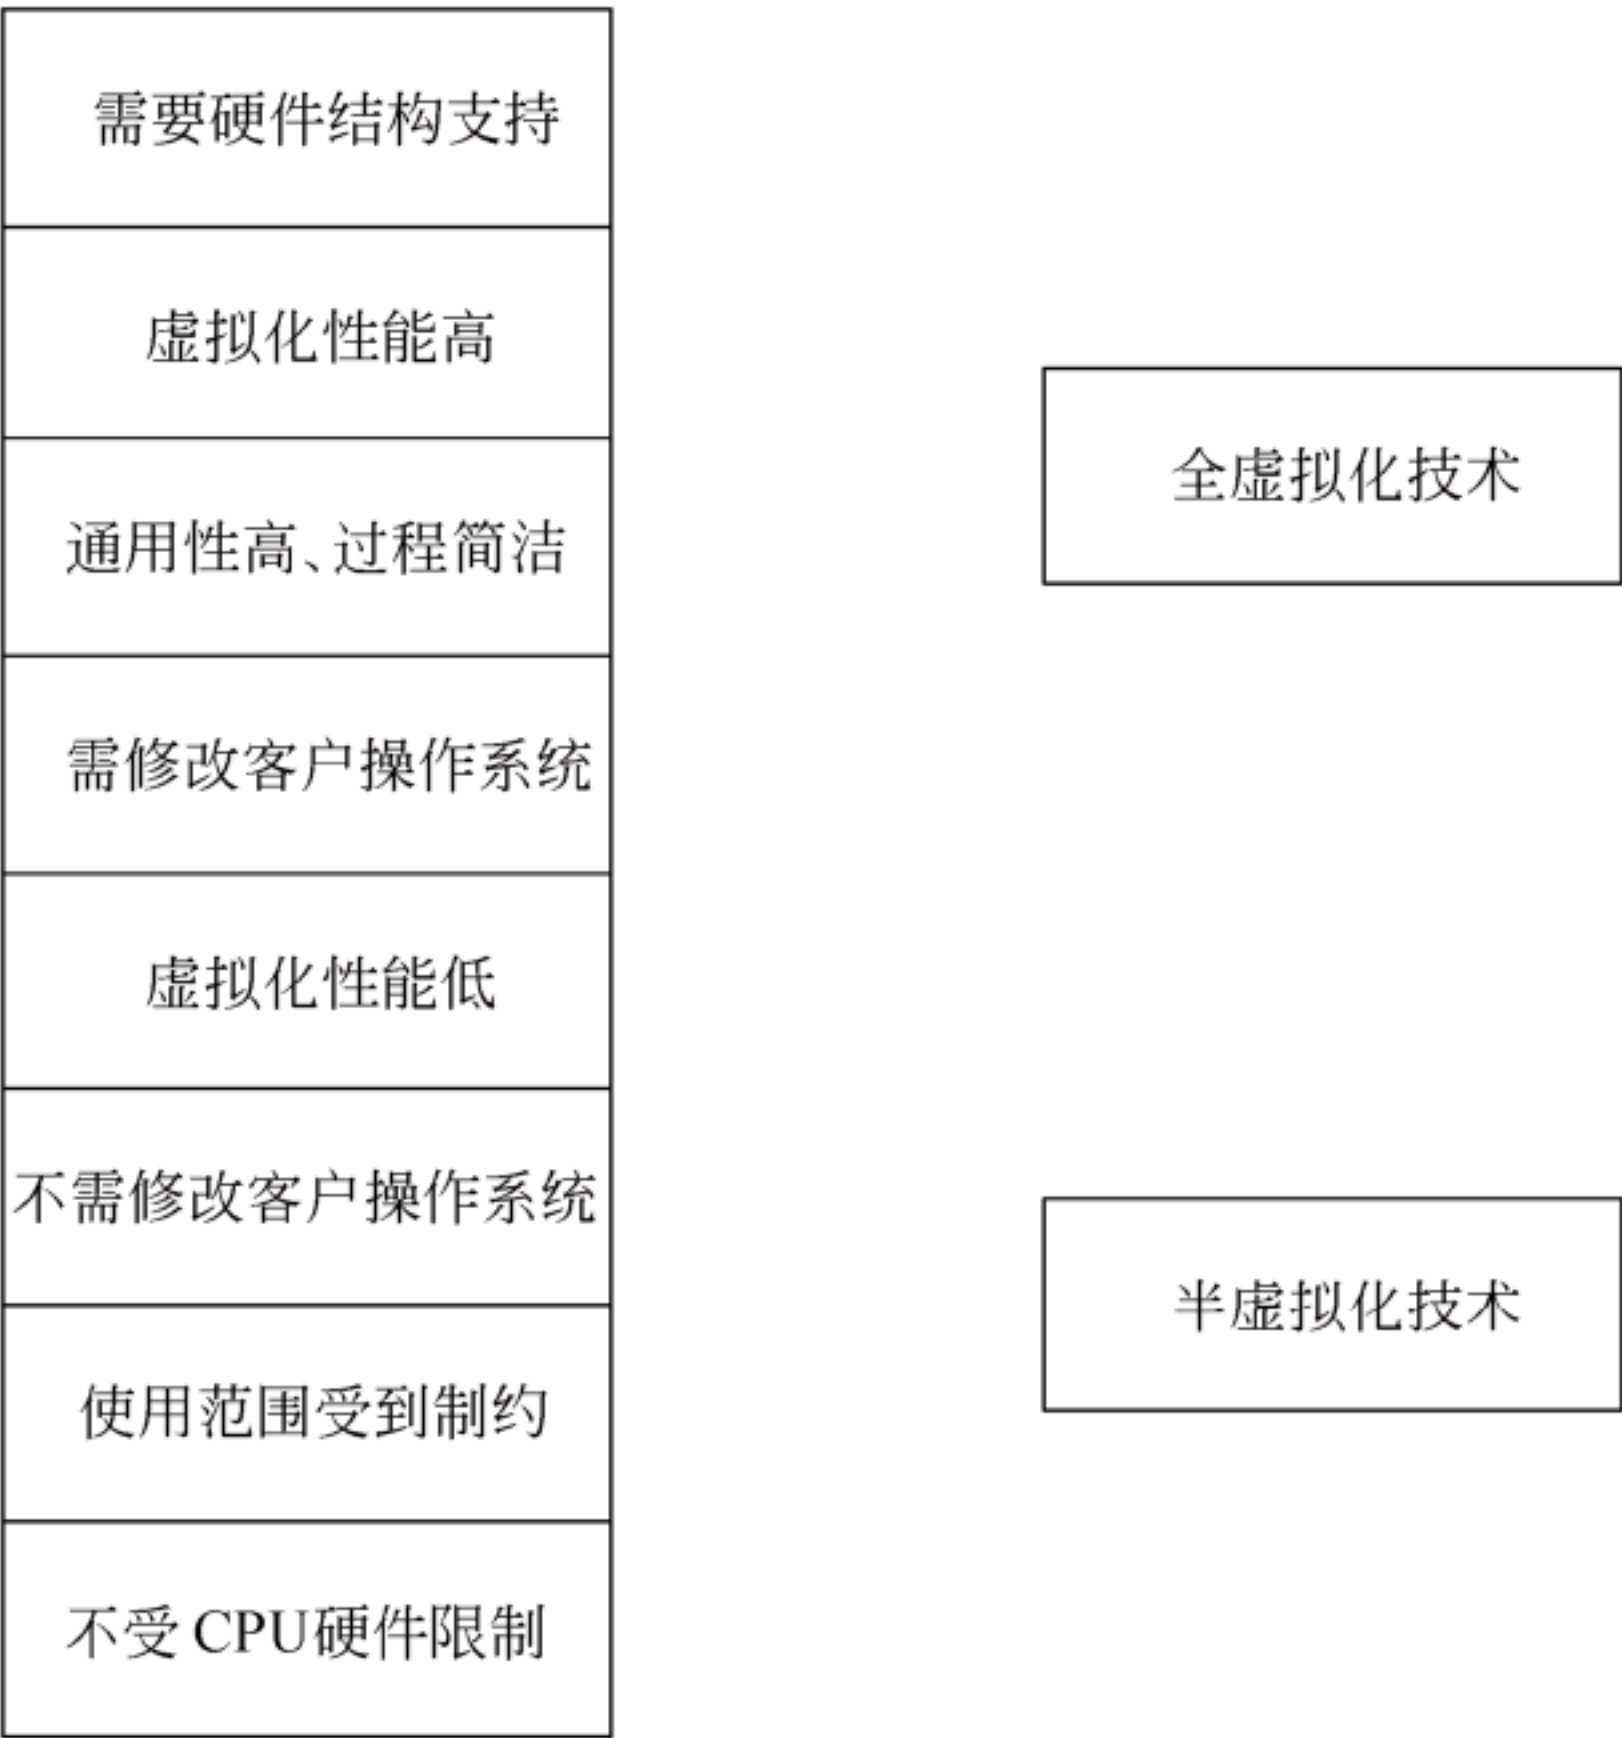 需要硬件结构支持
虚拟化性能高
全虚拟化技术
通用性高、过程简洁
需修改客户操作系统
虚拟化性能低
不需修改客户操作系统
半虚拟化技术
使用范围受到制约
不受CPU硬件限制